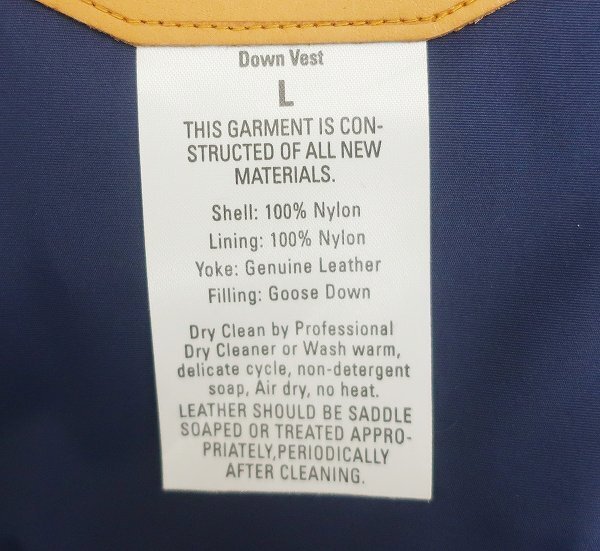 Down Vest
L
THIS GARMENT IS CON-
STRUCTED OF ALL NEW
MATERIALS.
Shell: 100% Nylon
Lining: 100% Nylon
Yoke: Genuine Leather
Filling: Goose Down
Dry Clean by Professional
Dry Cleaner or Wash warm,
delicate cycle, non-detergent
soap, Air dry, no heat.
LEATHER SHOULD BE SADDLE
SOAPED OR TREATED APPRO-
PRIATELY,PERIODICALLY
AFTER CLEANING.